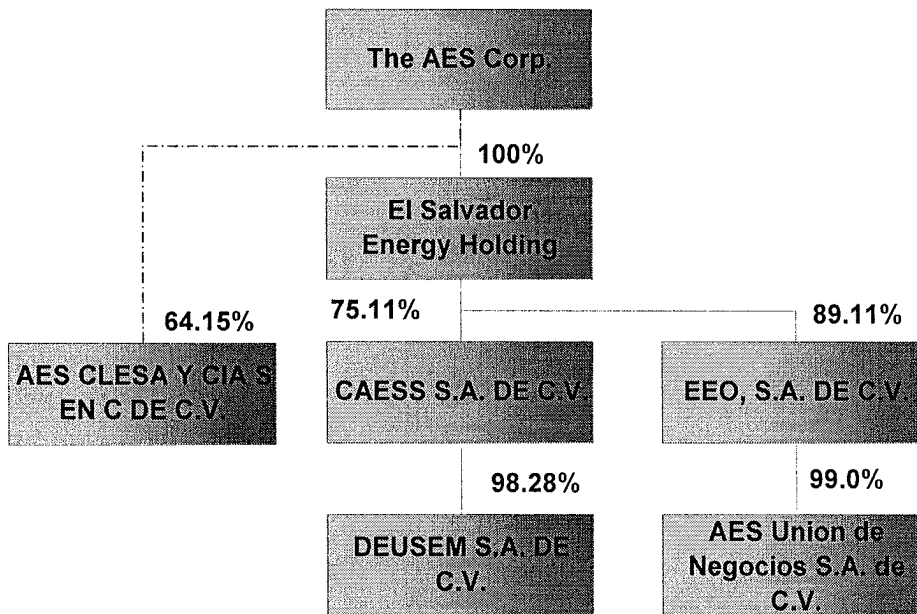 The AES Corp.
100%
El Salvador
Energy Holding
64.15%
75.11%
89.11%
AES CLESA Y CIA S
EN C DE C.V.
CAESS S.A. DE C.V.
EEO, S.A. DE C.V.
98.28%
99.0%
DEUSEM S.A. DE
C.V.
AES Union de
Negocios S.A. de
C.V.